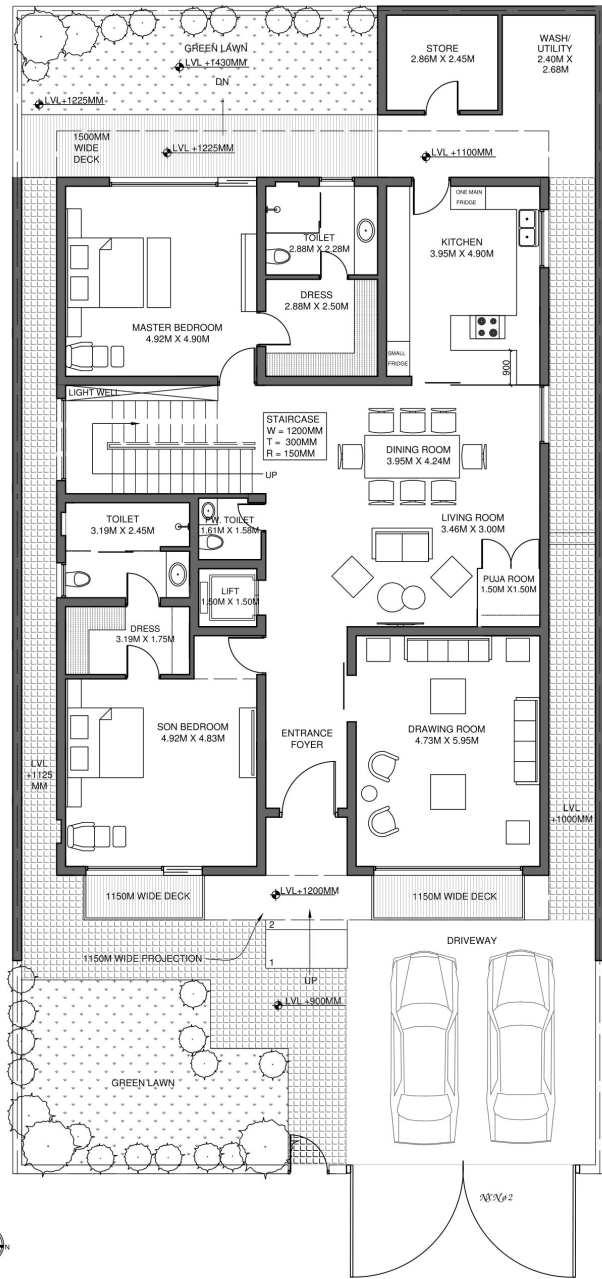 GREEN LAWN
LVL+1430MM
LVL+1225MM
DN
STORE
2.86M X 2.45M
WASH/
UTILITY
2.40M X
2.68M
1500MM
WIDE
DECK
LVL +1225MM
LVL +1100MM
ONE MAIN
FRIDGE
TOILET
2.88M X 2.28M
KITCHEN
3.95M X 4.90M
DRESS
2.88M X 2.50M
MASTER BEDROOM
4.92M X 4.90M
SMALL
FRIDGE
900
LIGHT WELL
STAIRCASE
W = 1200MM
T = 300MM
R = 150MM
UP
DINING ROOM
3.95M X 4.24M
TOILET
3.19M X 2.45M
PW. TOILET
1.61M X 1.58M
LIVING ROOM
3.46M X 3.00M
LIFT
1.50M X 1.50M
PUJA ROOM
1.50M X1.50M
DRESS
3.19M X 1.75M
SON BEDROOM
4.92M X 4.83M
ENTRANCE
FOYER
DRAWING ROOM
4.73M X 5.95M
LVL
+1125
MM
LVL
+1000MM
1150M WIDE DECK
LVL+1200MM
1150M WIDE DECK
2
1150M WIDE PROJECTION
1
DRIVEWAY
UP
LVL +900MM
GREEN LAWN
N